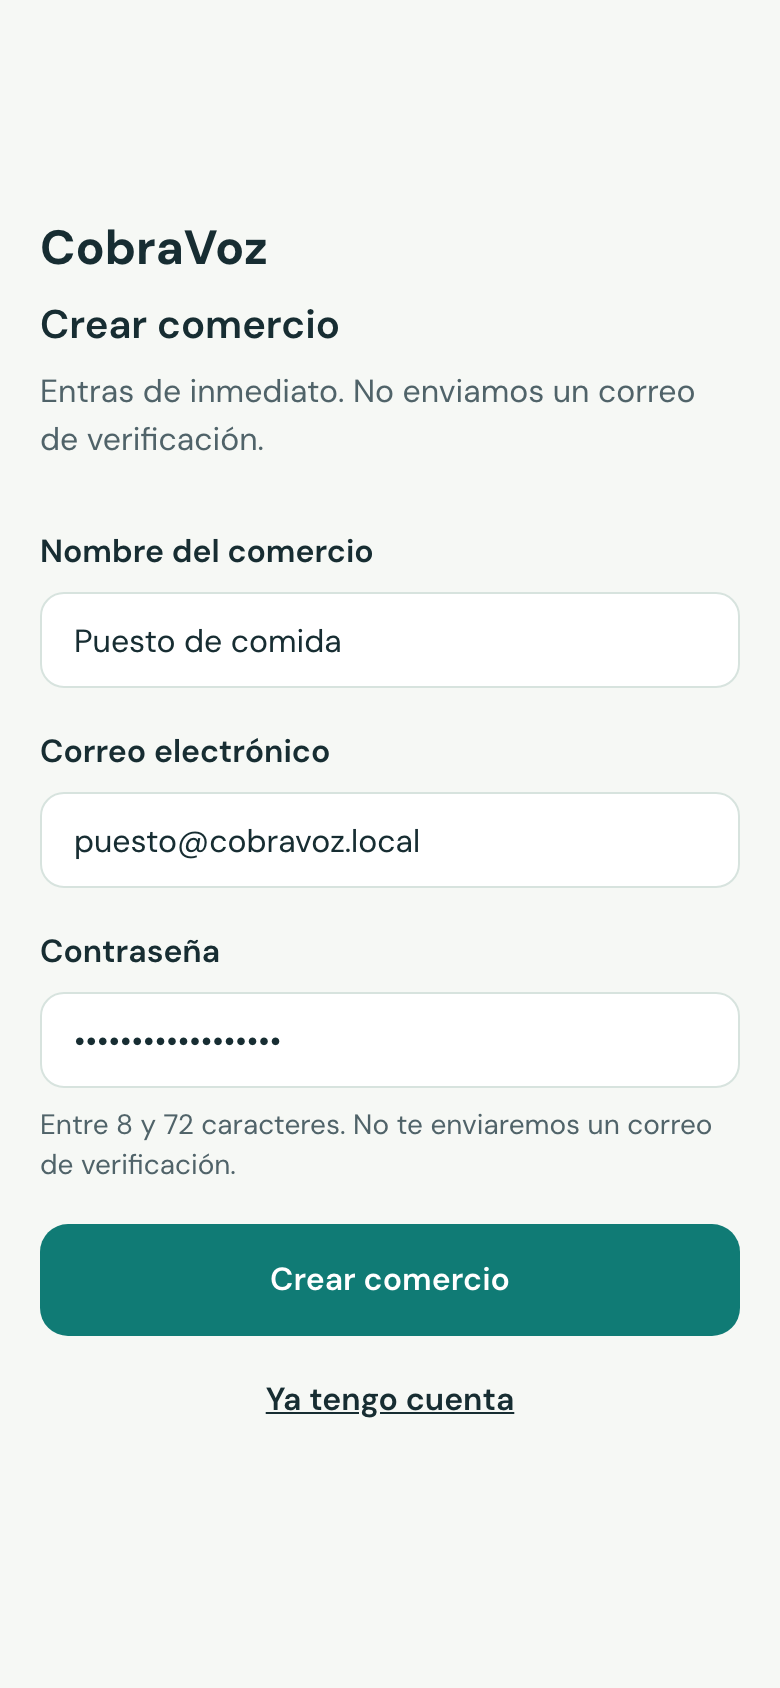 CobraVoz
Crear comercio
Entras de inmediato. No enviamos un correo
de verificación.
Nombre del comercio
Puesto de comida
Correo electrónico
puesto@cobravoz.local
Contraseña
••••••••••••••••••
Entre 8 y 72 caracteres. No te enviaremos un correo
de verificación.
Crear comercio
Ya tengo cuenta